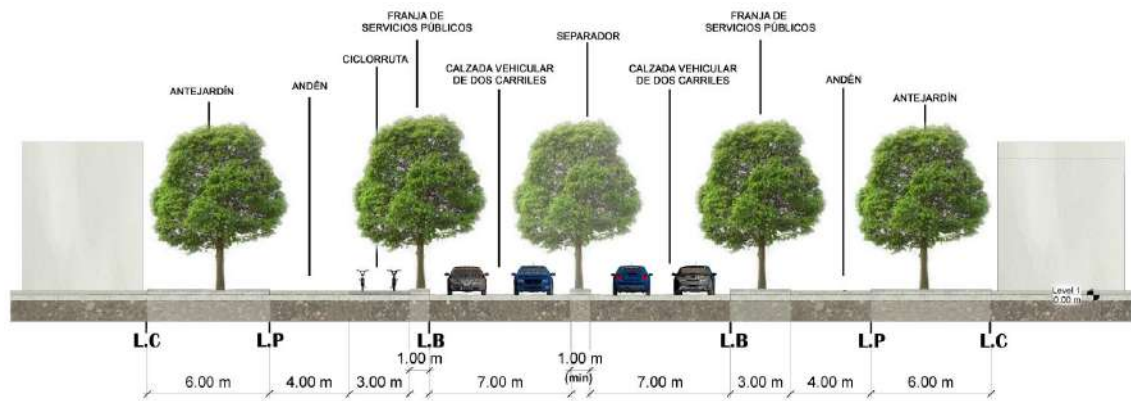 FRANJA DE
SERVICIOS PÚBLICOS
FRANJA DE
SERVICIOS PÚBLICOS
SEPARADOR
CICLORRUTA
CALZADA VEHICULAR
DE DOS CARRILES
CALZADA VEHICULAR
DE DOS CARRILES
ANDÉN
ANDÉN
ANTEJARDÍN
ANTEJARDÍN
Level 1
0.00 m
L.C
L.P
L.B
L.B
L.P
L.C
1.00 m
1.00 m
(min)
6.00 m
4.00 m
3.00 m
7.00 m
7.00 m
3.00 m
4.00 m
6.00 m